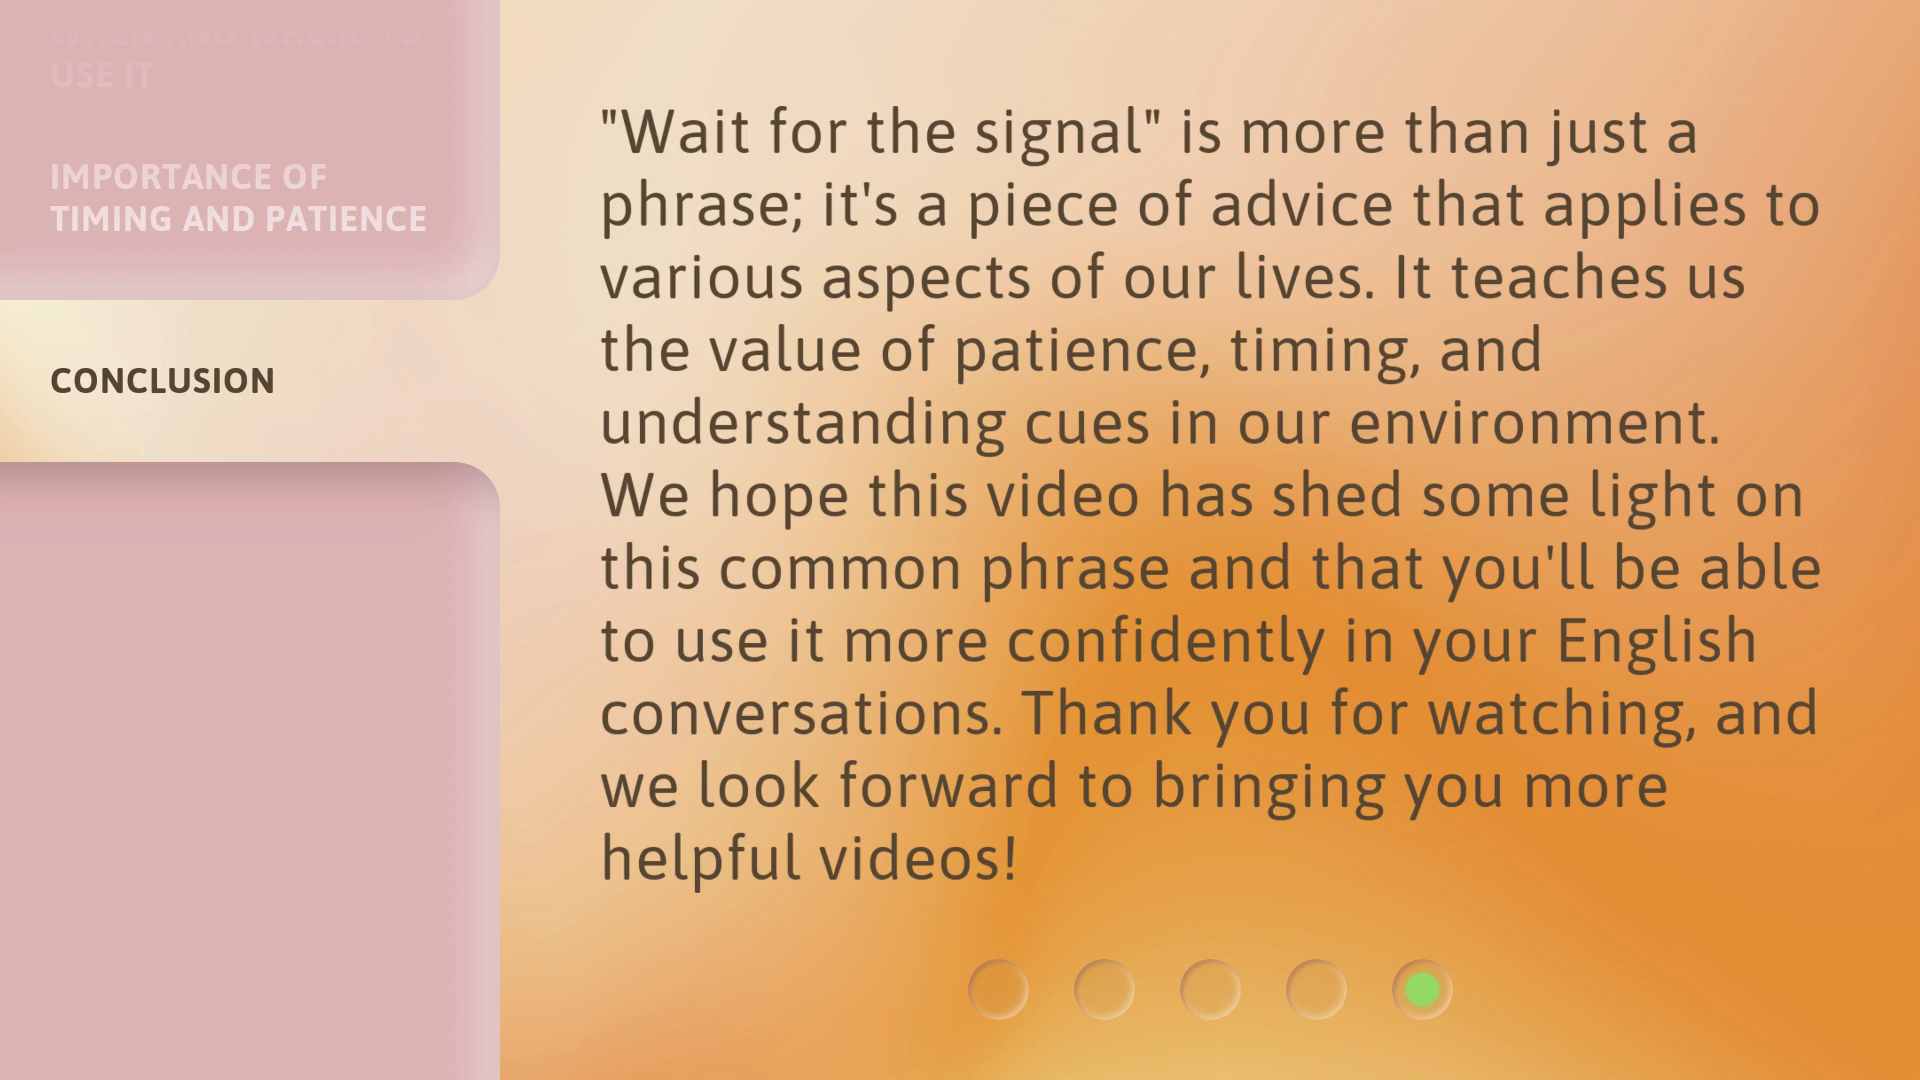 WHEN AND WHERE TO
USE IT
IMPORTANCE OF
TIMING AND PATIENCE
CONCLUSION
"Wait for the signal" is more than just a
phrase; it's a piece of advice that applies to
various aspects of our lives. It teaches us
the value of patience, timing, and
understanding cues in our environment.
We hope this video has shed some light on
this common phrase and that you'll be able
to use it more confidently in your English
conversations. Thank you for watching, and
we look forward to bringing you more
helpful videos!